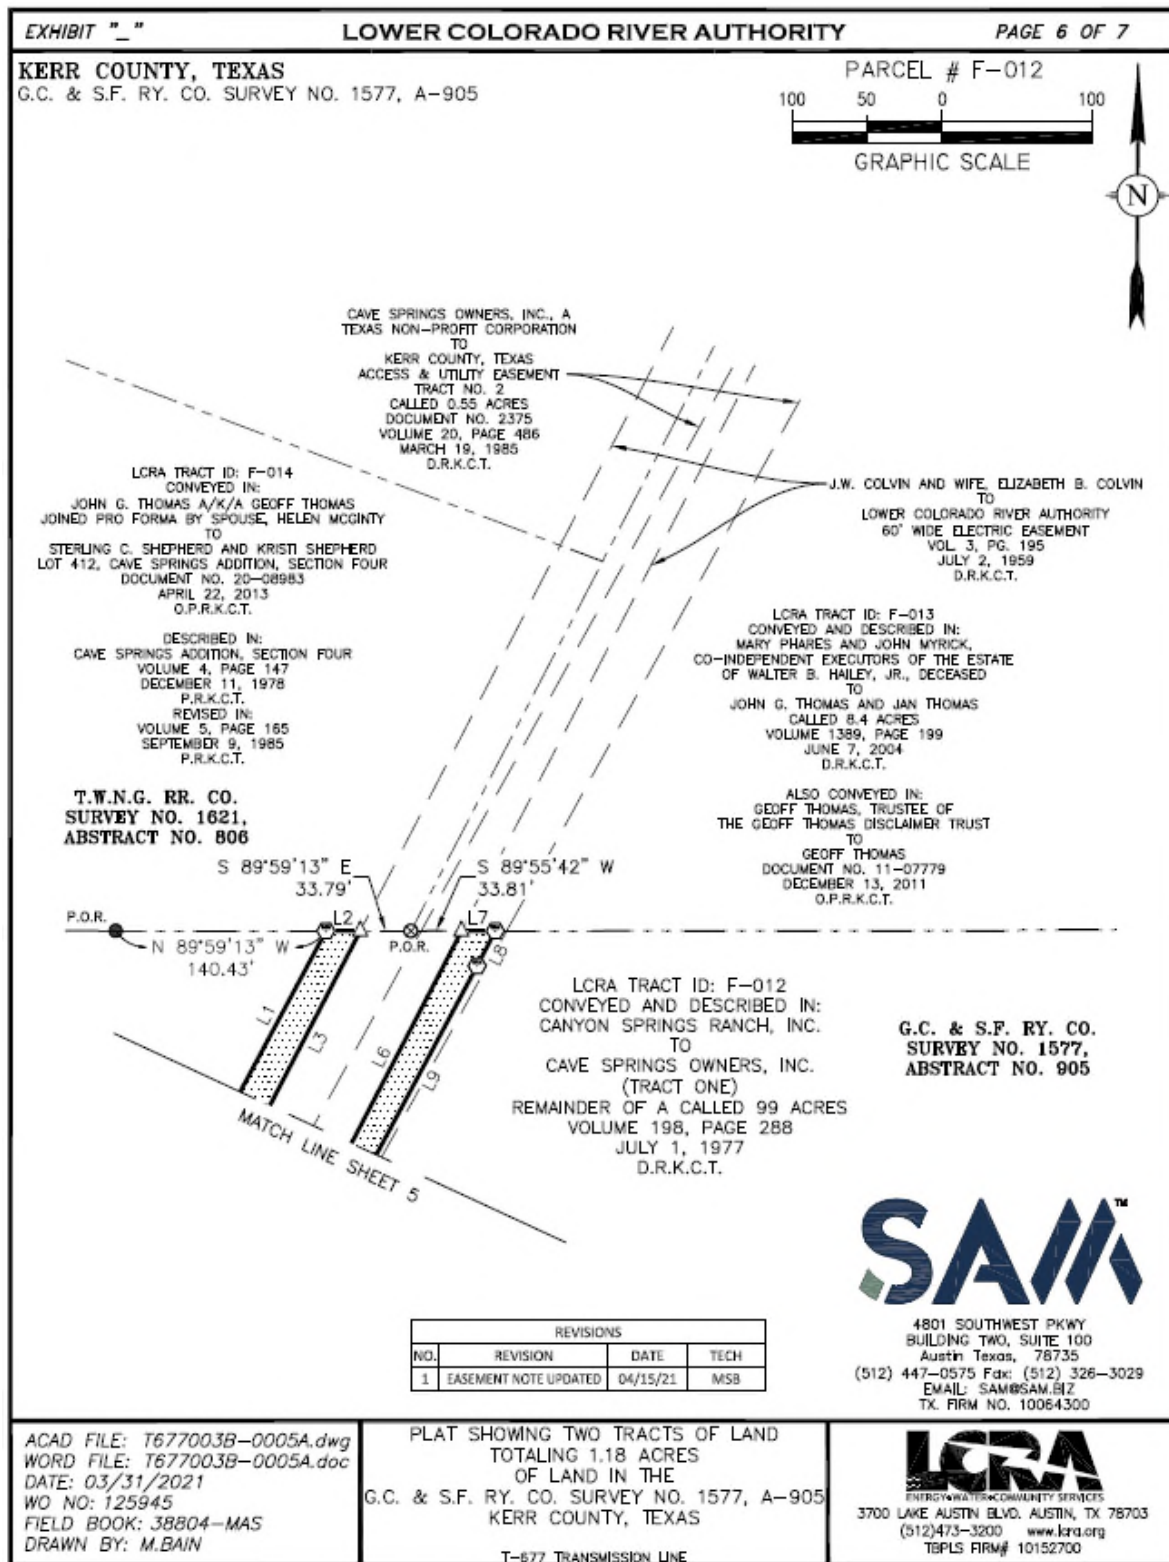 EXHIBIT "_"
LOWER COLORADO RIVER AUTHORITY
PAGE 6 OF 7
KERR COUNTY, TEXAS
G.C. & S.F. RY. CO. SURVEY NO. 1577, A-905
PARCEL # F-012
100 50 0 100
GRAPHIC SCALE
N
CAVE SPRINGS OWNERS, INC., A
TEXAS NON-PROFIT CORPORATION
TO
KERR COUNTY, TEXAS
ACCESS & UTILITY EASEMENT
TRACT NO. 2
CALLED 0.55 ACRES
DOCUMENT NO. 2375
VOLUME 20, PAGE 486
MARCH 19, 1985
D.R.K.C.T.
LCRA TRACT ID: F-014
CONVEYED IN:
JOHN G. THOMAS A/K/A GEOFF THOMAS
JOINED PRO FORMA BY SPOUSE, HELEN MCGINTY
TO
STERLING C. SHEPHERD AND KRISTI SHEPHERD
LOT 412, CAVE SPRINGS ADDITION, SECTION FOUR
DOCUMENT NO. 20-08983
APRIL 22, 2013
O.P.R.K.C.T.
DESCRIBED IN:
CAVE SPRINGS ADDITION, SECTION FOUR
VOLUME 4, PAGE 147
DECEMBER 11, 1978
P.R.K.C.T.
REVISED IN:
VOLUME 5, PAGE 165
SEPTEMBER 9, 1985
P.R.K.C.T.
J.W. COLVIN AND WIFE, ELIZABETH B. COLVIN
TO
LOWER COLORADO RIVER AUTHORITY
60' WIDE ELECTRIC EASEMENT
VOL. 3, PG. 195
JULY 2, 1959
D.R.K.C.T.
LCRA TRACT ID: F-013
CONVEYED AND DESCRIBED IN:
MARY PHARES AND JOHN MYRICK,
CO-INDEPENDENT EXECUTORS OF THE ESTATE
OF WALTER B. HAILEY, JR., DECEASED
TO
JOHN G. THOMAS AND JAN THOMAS
CALLED 8.4 ACRES
VOLUME 1389, PAGE 199
JUNE 7, 2004
D.R.K.C.T.
ALSO CONVEYED IN:
GEOFF THOMAS, TRUSTEE OF
THE GEOFF THOMAS DISCLAIMER TRUST
TO
GEOFF THOMAS
DOCUMENT NO. 11-07779
DECEMBER 13, 2011
O.P.R.K.C.T.
T.W.N.G. RR. CO.
SURVEY NO. 1621,
ABSTRACT NO. 806
S 89°59'13" E
33.79'
S 89°55'42" W
33.81'
P.O.R.
L2
L7
P.O.R.
N 89°59'13" W
140.43'
L8
L1
L3
L6
L9
MATCH LINE SHEET 5
LCRA TRACT ID: F-012
CONVEYED AND DESCRIBED IN:
CANYON SPRINGS RANCH, INC.
TO
CAVE SPRINGS OWNERS, INC.
(TRACT ONE)
REMAINDER OF A CALLED 99 ACRES
VOLUME 198, PAGE 288
JULY 1, 1977
D.R.K.C.T.
G.C. & S.F. RY. CO.
SURVEY NO. 1577,
ABSTRACT NO. 905
SAM™
4801 SOUTHWEST PKWY
BUILDING TWO, SUITE 100
Austin Texas, 78735
(512) 447-0575 Fax: (512) 326-3029
EMAIL: SAM@SAM.BIZ
TX. FIRM NO. 10064300
REVISIONS
NO. REVISION DATE TECH
1 EASEMENT NOTE UPDATED 04/15/21 MSB
ACAD FILE: T677003B-0005A.dwg
WORD FILE: T677003B-0005A.doc
DATE: 03/31/2021
WO NO: 125945
FIELD BOOK: 38804-MAS
DRAWN BY: M.BAIN
PLAT SHOWING TWO TRACTS OF LAND
TOTALING 1.18 ACRES
OF LAND IN THE
G.C. & S.F. RY. CO. SURVEY NO. 1577, A-905
KERR COUNTY, TEXAS
T-677 TRANSMISSION LINE
LCRA
ENERGY•WATER•COMMUNITY SERVICES
3700 LAKE AUSTIN BLVD. AUSTIN, TX 78703
(512)473-3200 www.lcra.org
TBPLS FIRM# 10152700